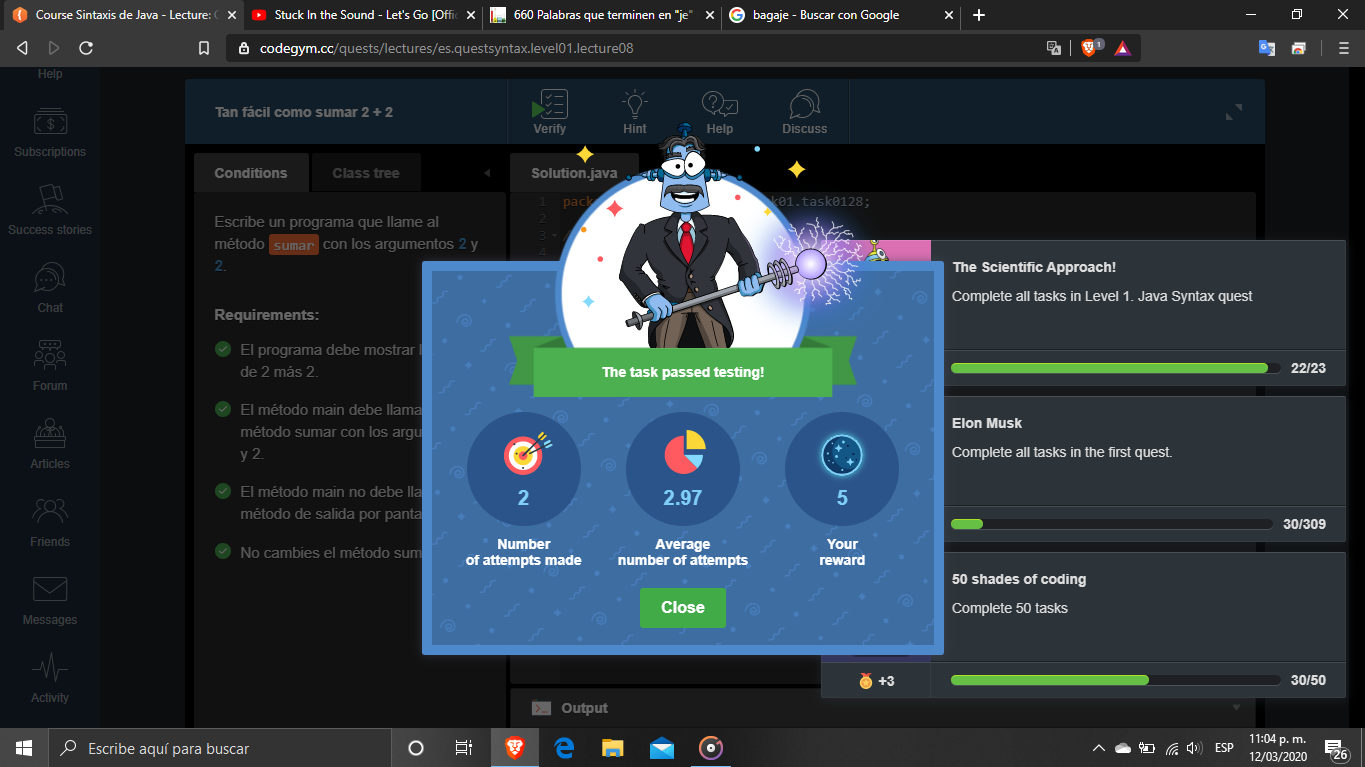 Course Sintaxis de Java - Lecture: C
Stuck In the Sound - Let's Go [Offic
660 Palabras que terminen en "je"
bagaje - Buscar con Google
codegym.cc/quests/lectures/es.questsyntax.level01.lecture08
1
Help
Subscriptions
Success stories
Chat
Forum
Articles
Friends
Messages
Activity
Tan fácil como sumar 2 + 2
Verify
Hint
Help
Discuss
Conditions
Class tree
Escribe un programa que llame al
método sumar con los argumentos 2 y
2.
Requirements:
El programa debe mostrar l
de 2 más 2.
El método main debe llama
método sumar con los argu
y 2.
El método main no debe lla
método de salida por panta
No cambies el método sum
Solution.java
1 pack
k01.task0128;
2
3
4
The task passed testing!
2
Number
of attempts made
2.97
Average
number of attempts
5
Your
reward
Close
The Scientific Approach!
Complete all tasks in Level 1. Java Syntax quest
22/23
Elon Musk
Complete all tasks in the first quest.
30/309
50 shades of coding
Complete 50 tasks
+3
30/50
Output
Escribe aquí para buscar
ESP
11:04 p. m.
12/03/2020
26